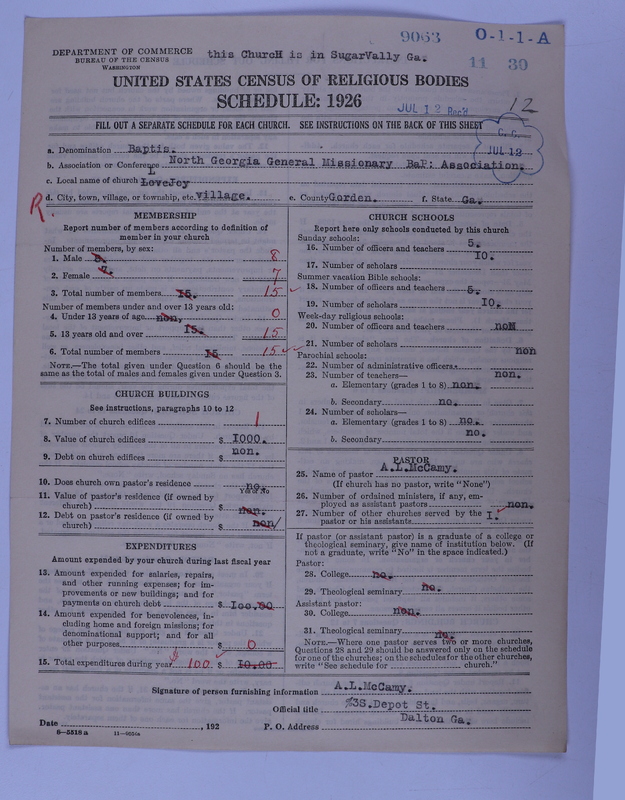 9063 O-1-1-A
DEPARTMENT OF COMMERCE this ChurcH is in SugarVally Ga.
BUREAU OF THE CENSUS
WASHINGTON
11 30
UNITED STATES CENSUS OF RELIGIOUS BODIES
SCHEDULE: 1926
JUL 12 Rec'd 12
FILL OUT A SEPARATE SCHEDULE FOR EACH CHURCH. SEE INSTRUCTIONS ON THE BACK OF THIS SHEET
C. C.
JUL 12
a. Denomination Baptis.
b. Association or Conference North Georgia General Missionary BaP: Association.
c. Local name of church LoveJoy
R. d. City, town, village, or township, etc. village. e. County Gorden. f. State Ga.
MEMBERSHIP
Report number of members according to definition of
member in your church
Number of members, by sex:
1. Male 8. 8
2. Female 7. 7
3. Total number of members 15. 15
Number of members under and over 13 years old:
4. Under 13 years of age non, 0
5. 13 years old and over 15. 15
6. Total number of members 15 15
NOTE.—The total given under Question 6 should be the
same as the total of males and females given under Question 3.
CHURCH BUILDINGS
See instructions, paragraphs 10 to 12
7. Number of church edifices 1
8. Value of church edifices $ 1000.
9. Debt on church edifices $ non.
10. Does church own pastor's residence no.
Yes or No
11. Value of pastor's residence (if owned by
church) $ non.
12. Debt on pastor's residence (if owned by
church) $ non/
EXPENDITURES
Amount expended by your church during last fiscal year
13. Amount expended for salaries, repairs,
and other running expenses; for im-
provements or new buildings; and for
payments on church debt $ Ioo.00
14. Amount expended for benevolences, in-
cluding home and foreign missions; for
denominational support; and for all
other purposes $ 0
15. Total expenditures during year $ 100 $ 10.00
CHURCH SCHOOLS
Report here only schools conducted by this church
Sunday schools:
16. Number of officers and teachers 5.
17. Number of scholars 10.
Summer vacation Bible schools:
18. Number of officers and teachers 5.
19. Number of scholars 10.
Week-day religious schools:
20. Number of officers and teachers noN
21. Number of scholars non
Parochial schools:
22. Number of administrative officers non.
23. Number of teachers—
a. Elementary (grades 1 to 8) non.
b. Secondary no.
24. Number of scholars—
a. Elementary (grades 1 to 8) no.
b. Secondary no.
PASTOR
25. Name of pastor A.L.McCamy.
(If church has no pastor, write "None")
26. Number of ordained ministers, if any, em-
ployed as assistant pastors non.
27. Number of other churches served by the
pastor or his assistants I.
If pastor (or assistant pastor) is a graduate of a college or
theological seminary, give name of institution below. (If
not a graduate, write "No" in the space indicated.)
Pastor:
28. College no.
29. Theological seminary no.
Assistant pastor:
30. College non.
31. Theological seminary no.
NOTE.—Where one pastor serves two or more churches,
Questions 28 and 29 should be answered only on the schedule
for one of the churches; on the schedules for the other churches,
write "See schedule for church."
Signature of person furnishing information A.L.McCamy.
Official title %3S.Depot St.
Date , 192 P. O. Address Dalton Ga.
8—5518 a